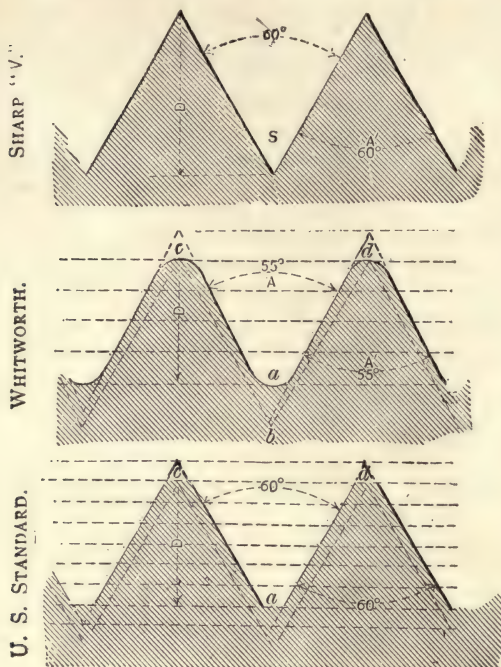 SHARP "V."
60°
D
S
A
60°
WHITWORTH.
c
d
55°
A
D
a
A
55°
b
U. S. STANDARD.
c
d
60°
D
a
60°